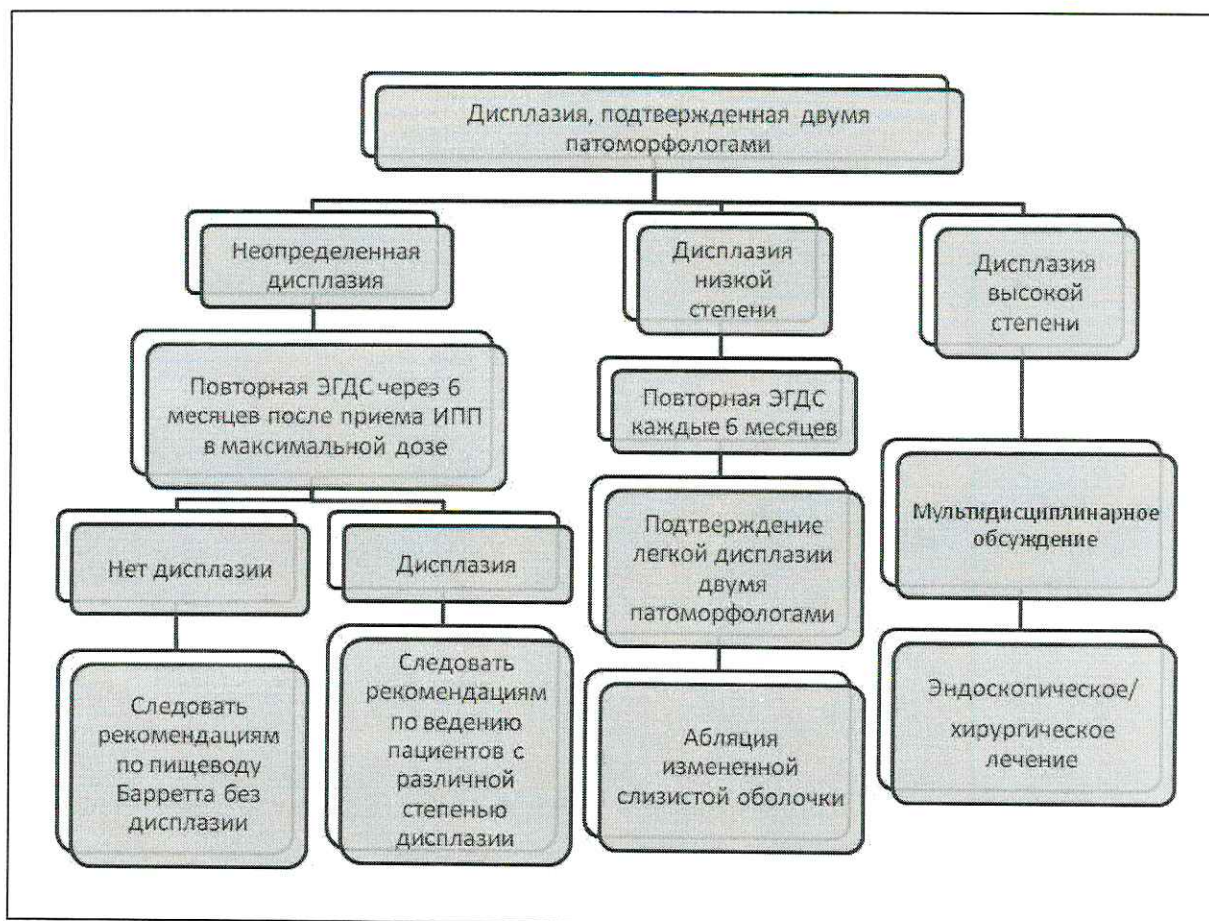 Дисплазия, подтвержденная двумя
патоморфологами
Неопределенная
дисплазия
Дисплазия
низкой
степени
Дисплазия
высокой
степени
Повторная ЭГДС через 6
месяцев после приема ИПП
в максимальной дозе
Повторная ЭГДС
каждые 6 месяцев
Мультидисциплинарное
обсуждение
Нет дисплазии
Дисплазия
Подтверждение
легкой дисплазии
двумя
патоморфологами
Следовать
рекомендациям
по пищеводу
Барретта без
дисплазии
Следовать
рекомендациям
по ведению
пациентов с
различной
степенью
дисплазии
Абляция
измененной
слизистой оболочки
Эндоскопическое/
хирургическое
лечение